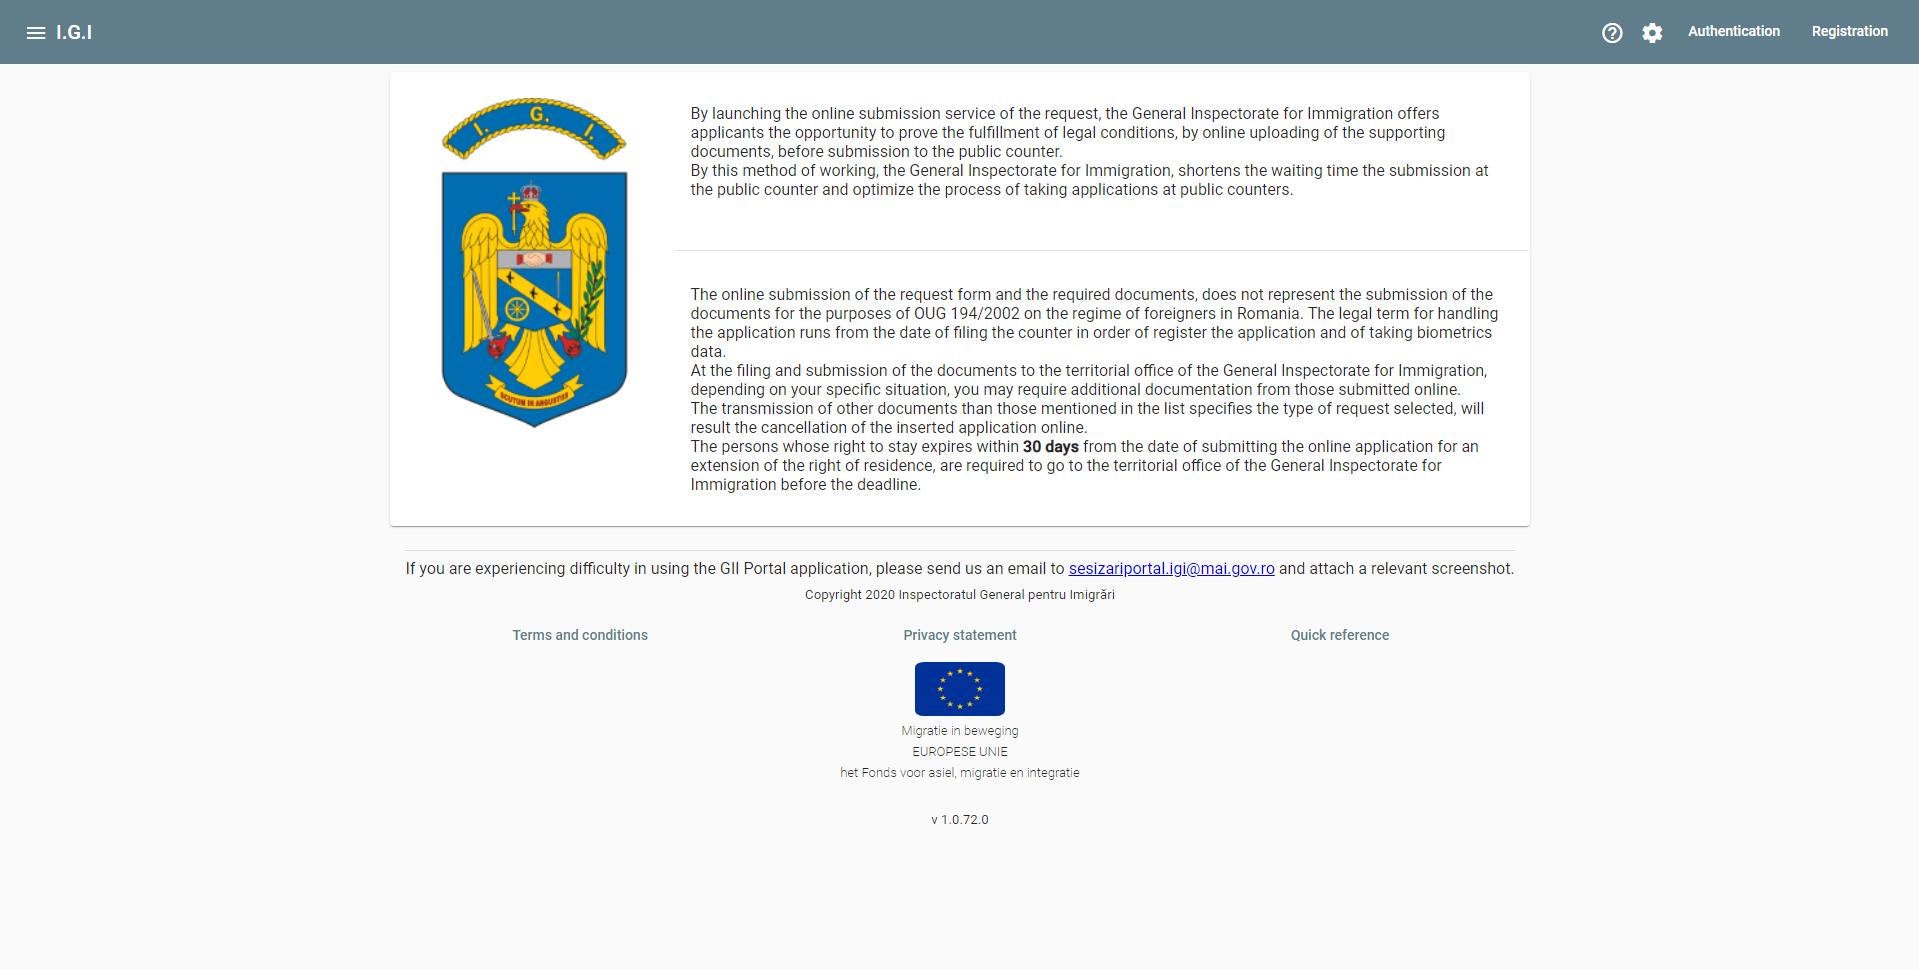 I.G.I
Authentication
Registration
I. G. I.
SCUTUM IN ANGUSTIIS
By launching the online submission service of the request, the General Inspectorate for Immigration offers
applicants the opportunity to prove the fulfillment of legal conditions, by online uploading of the supporting
documents, before submission to the public counter.
By this method of working, the General Inspectorate for Immigration, shortens the waiting time the submission at
the public counter and optimize the process of taking applications at public counters.
The online submission of the request form and the required documents, does not represent the submission of the
documents for the purposes of OUG 194/2002 on the regime of foreigners in Romania. The legal term for handling
the application runs from the date of filing the counter in order of register the application and of taking biometrics
data.
At the filing and submission of the documents to the territorial office of the General Inspectorate for Immigration,
depending on your specific situation, you may require additional documentation from those submitted online.
The transmission of other documents than those mentioned in the list specifies the type of request selected, will
result the cancellation of the inserted application online.
The persons whose right to stay expires within 30 days from the date of submitting the online application for an
extension of the right of residence, are required to go to the territorial office of the General Inspectorate for
Immigration before the deadline.
If you are experiencing difficulty in using the GII Portal application, please send us an email to sesizariportal.igi@mai.gov.ro and attach a relevant screenshot.
Copyright 2020 Inspectoratul General pentru Imigrări
Terms and conditions
Privacy statement
Quick reference
Migratie in beweging
EUROPESE UNIE
het Fonds voor asiel, migratie en integratie
v 1.0.72.0